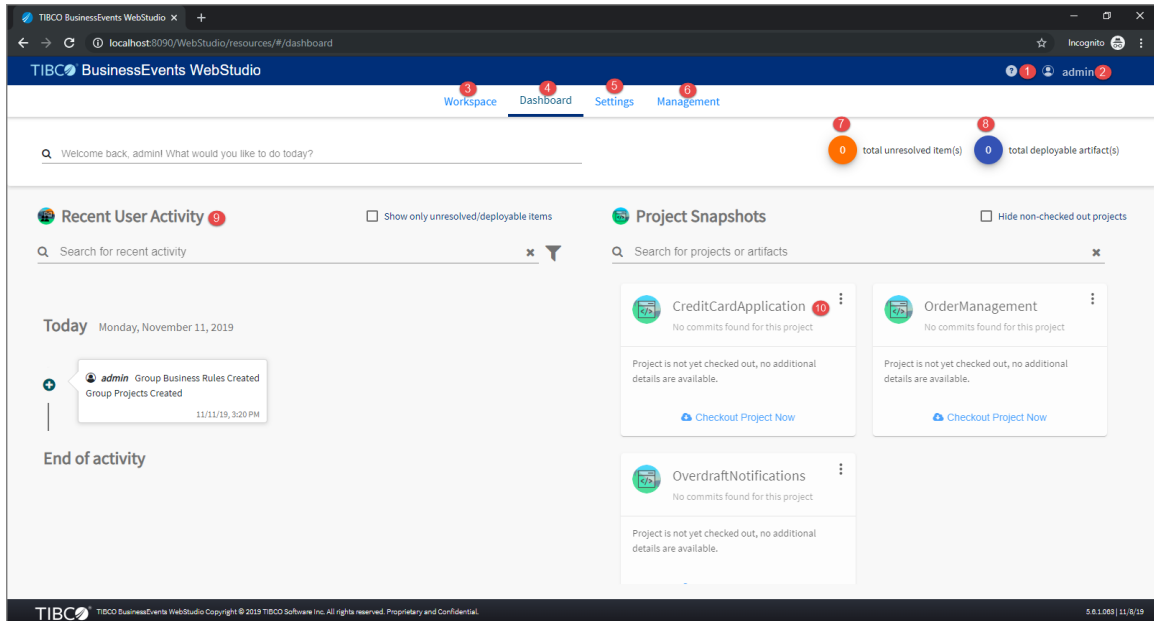 TIBCO BusinessEvents WebStudio
localhost:8090/WebStudio/resources/#/dashboard
Incognito
TIBCO BusinessEvents WebStudio
1 admin 2
3 4 5 6
Workspace Dashboard Settings Management
7 8
Welcome back, admin! What would you like to do today?
0 total unresolved item(s) 0 total deployable artifact(s)
Recent User Activity 9
Show only unresolved/deployable items
Search for recent activity
Today Monday, November 11, 2019
admin Group Business Rules Created
Group Projects Created
11/11/19, 3:20 PM
End of activity
Project Snapshots
Hide non-checked out projects
Search for projects or artifacts
CreditCardApplication 10
No commits found for this project
Project is not yet checked out, no additional
details are available.
Checkout Project Now
OrderManagement
No commits found for this project
Project is not yet checked out, no additional
details are available.
Checkout Project Now
OverdraftNotifications
No commits found for this project
Project is not yet checked out, no additional
details are available.
TIBCO TIBCO BusinessEvents WebStudio Copyright © 2019 TIBCO Software Inc. All rights reserved. Proprietary and Confidential.
5.6.1.063 | 11/8/19